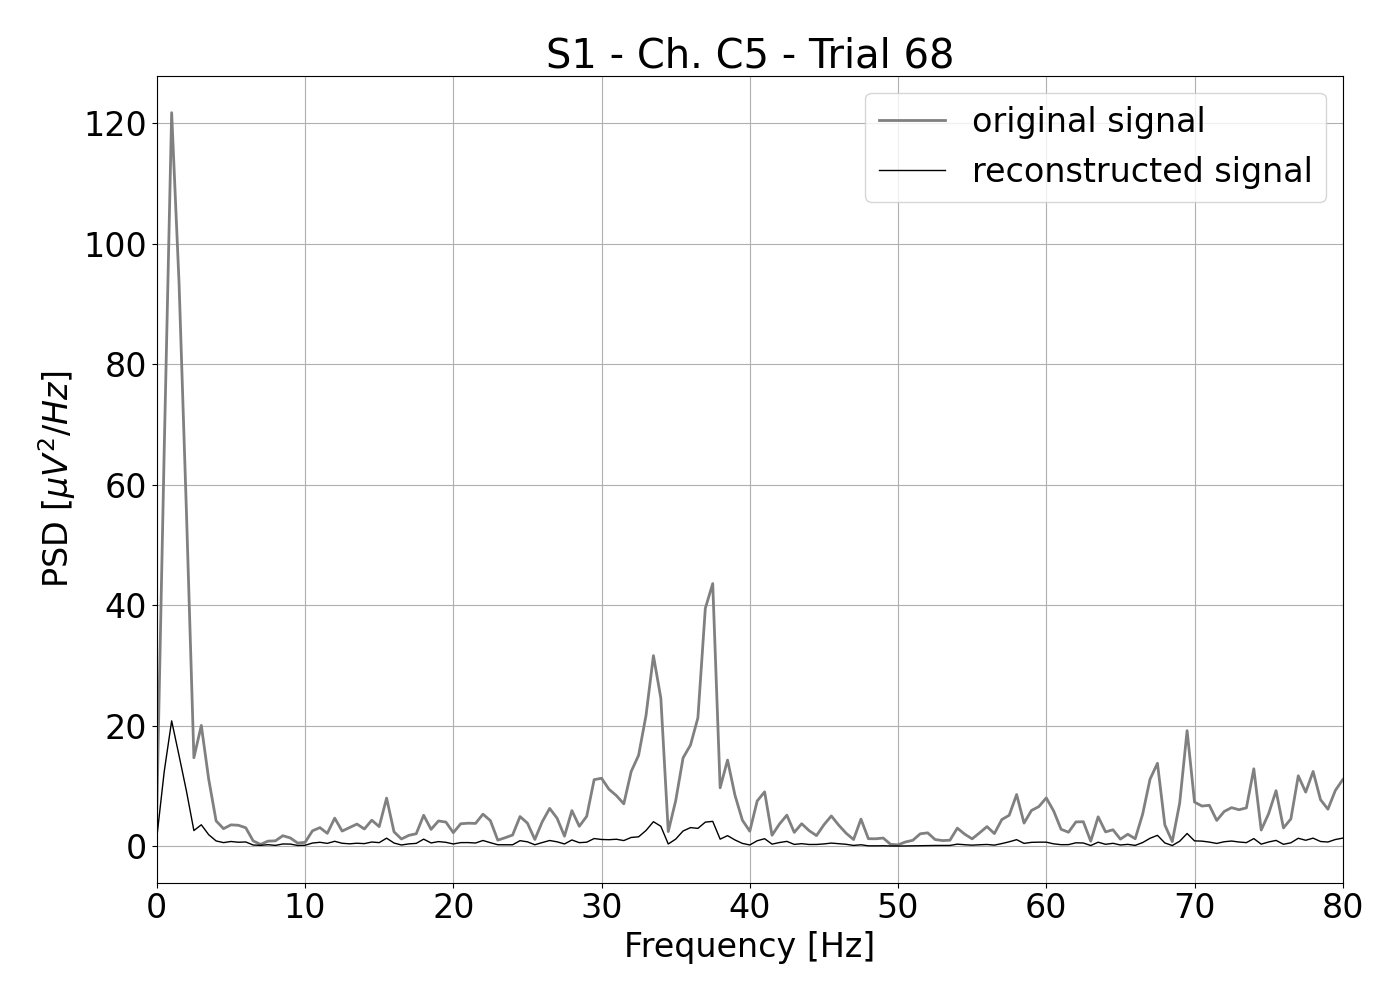 S1 - Ch. C5 - Trial 68
original signal
reconstructed signal
PSD [μV²/Hz]
120
100
80
60
40
20
0
0 10 20 30 40 50 60 70 80
Frequency [Hz]